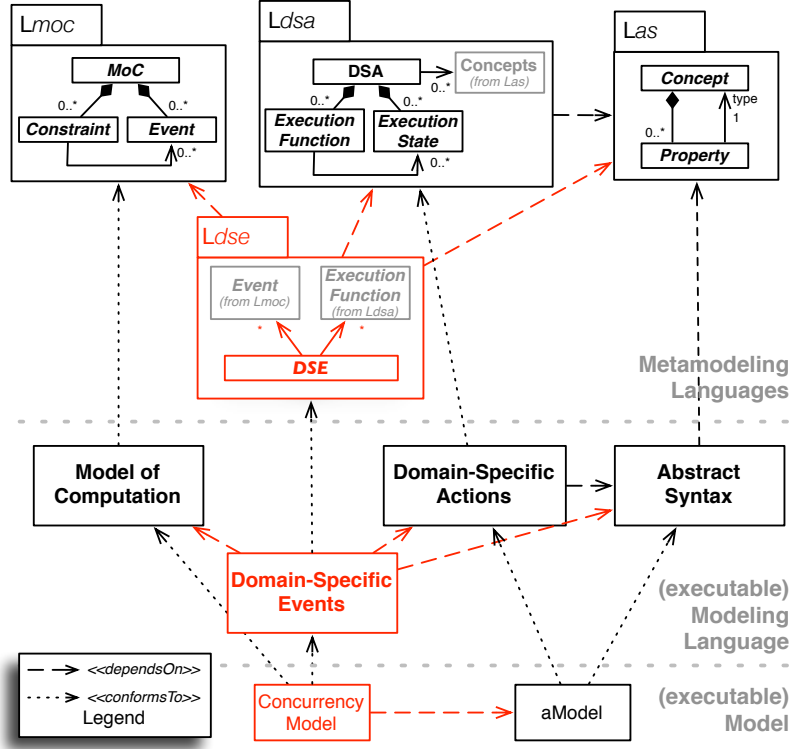 Lmoc
MoC
0..*
0..*
Constraint
Event
0..*
Ldsa
DSA
Concepts
(from Las)
0..*
0..*
0..*
Execution
Function
Execution
State
0..*
Las
Concept
type
1
0..*
Property
Ldse
Event
(from Lmoc)
Execution
Function
(from Ldsa)
*
*
DSE
Metamodeling
Languages
Model of
Computation
Domain-Specific
Actions
Abstract
Syntax
Domain-Specific
Events
(executable)
Modeling
Language
<<dependsOn>>
<<conformsTo>>
Legend
Concurrency
Model
aModel
(executable)
Model